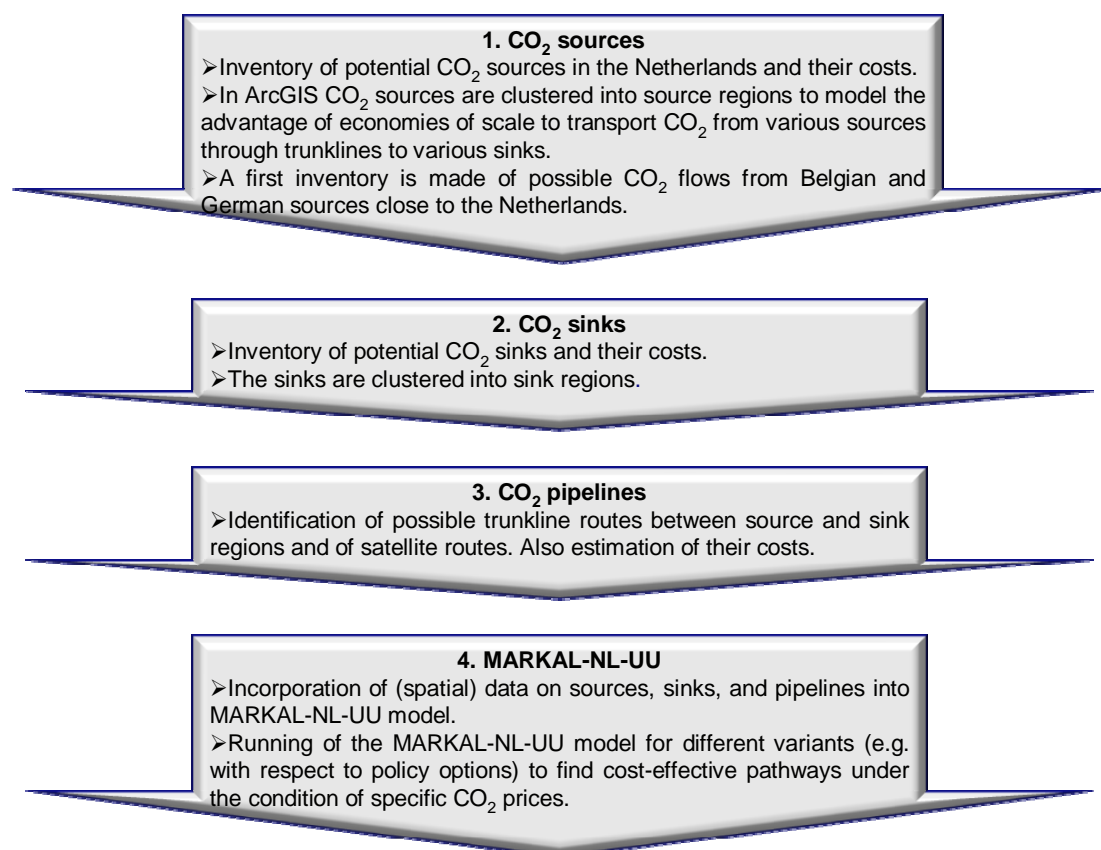 1. CO₂ sources
➢Inventory of potential CO₂ sources in the Netherlands and their costs.
➢In ArcGIS CO₂ sources are clustered into source regions to model the
advantage of economies of scale to transport CO₂ from various sources
through trunklines to various sinks.
➢A first inventory is made of possible CO₂ flows from Belgian and
German sources close to the Netherlands.
2. CO₂ sinks
➢Inventory of potential CO₂ sinks and their costs.
➢The sinks are clustered into sink regions.
3. CO₂ pipelines
➢Identification of possible trunkline routes between source and sink
regions and of satellite routes. Also estimation of their costs.
4. MARKAL-NL-UU
➢Incorporation of (spatial) data on sources, sinks, and pipelines into
MARKAL-NL-UU model.
➢Running of the MARKAL-NL-UU model for different variants (e.g.
with respect to policy options) to find cost-effective pathways under
the condition of specific CO₂ prices.